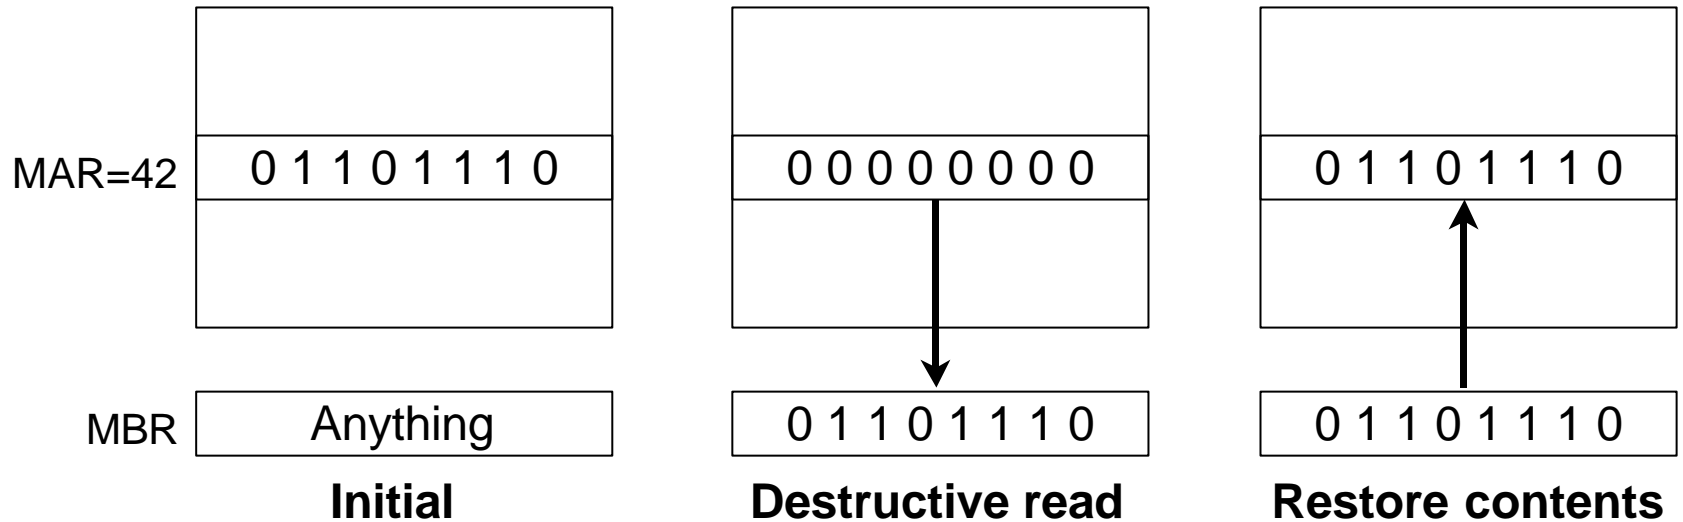 MAR=42 0 1 1 0 1 1 1 0 0 0 0 0 0 0 0 0 0 1 1 0 1 1 1 0
MBR Anything 0 1 1 0 1 1 1 0 0 1 1 0 1 1 1 0
Initial Destructive read Restore contents